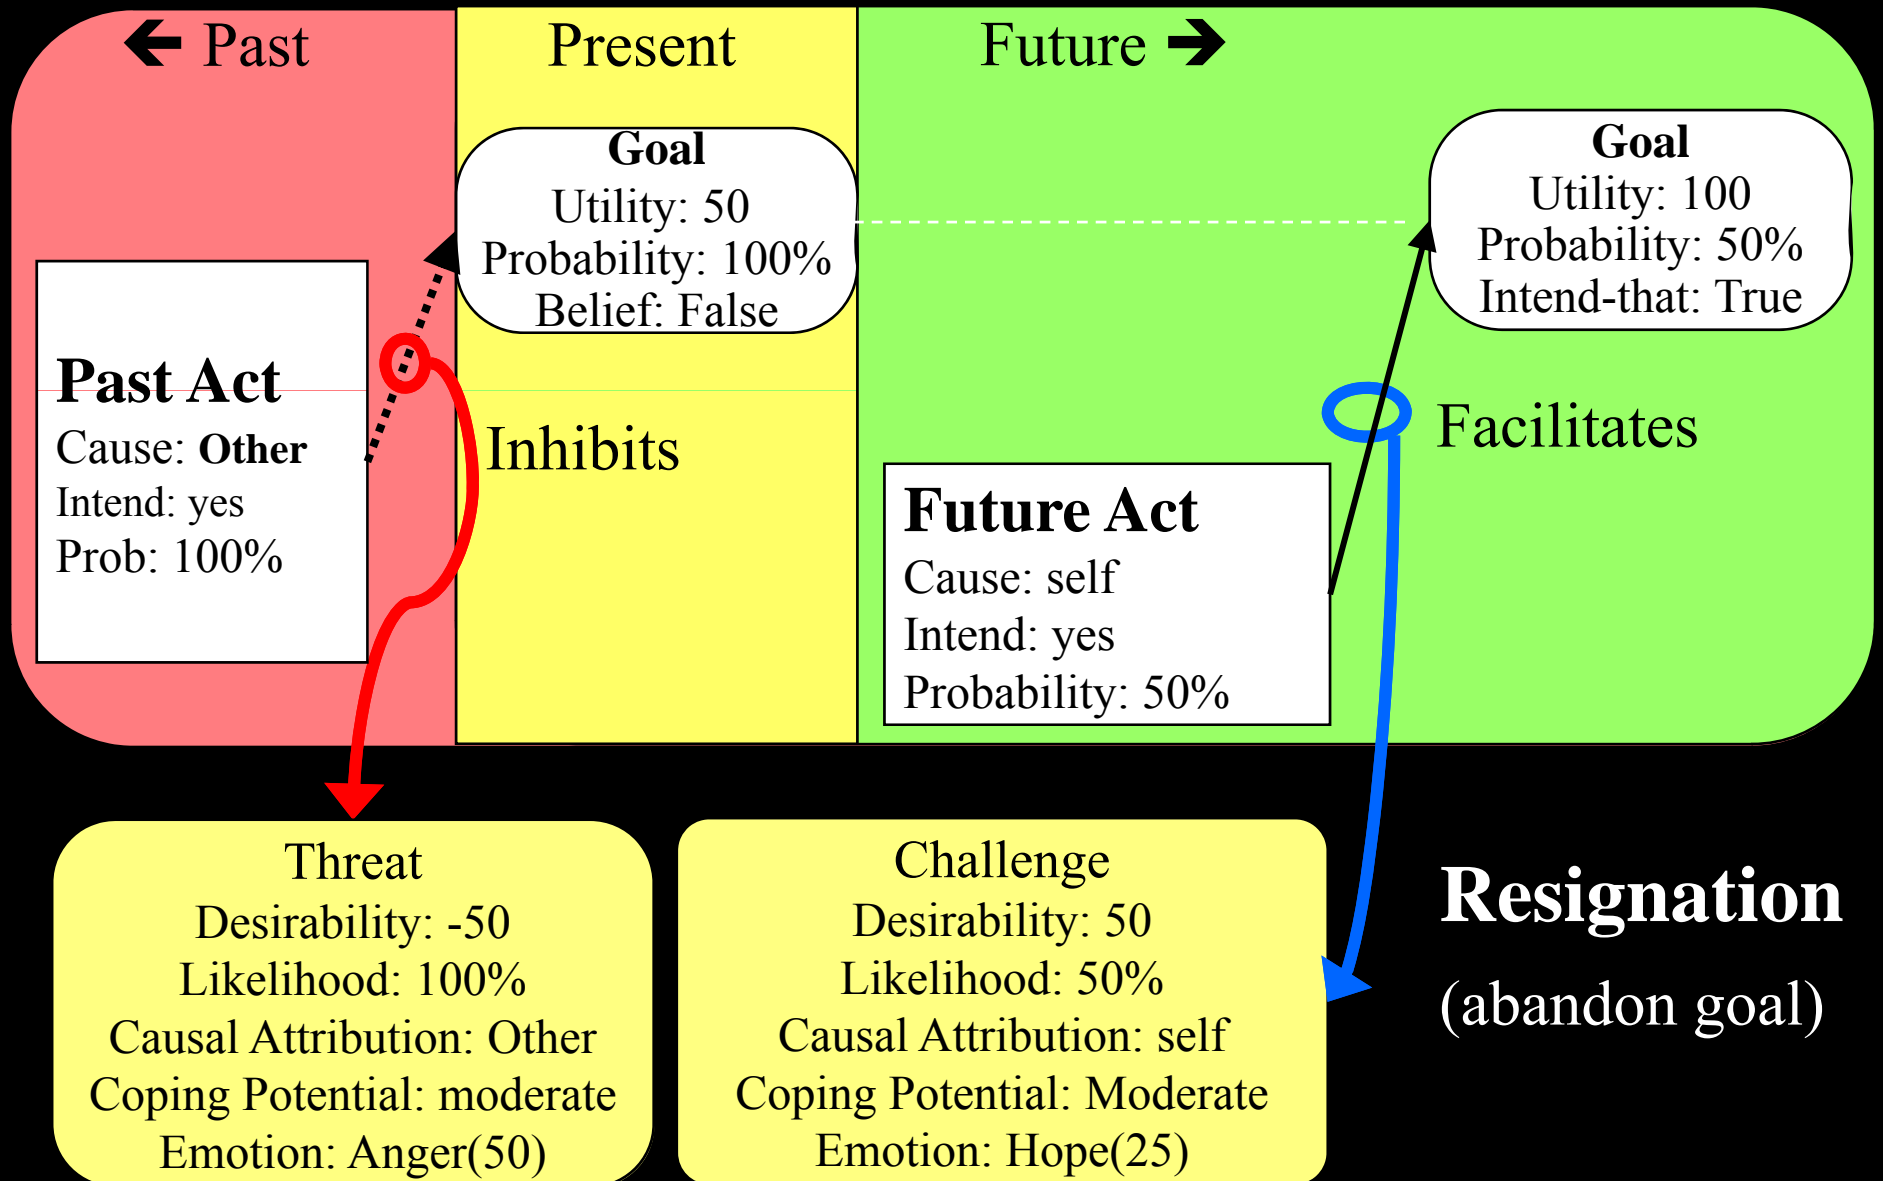 ← Past
Present
Future →
Goal
Utility: 50
Probability: 100%
Belief: False
Goal
Utility: 100
Probability: 50%
Intend-that: True
Past Act
Cause: Other
Intend: yes
Prob: 100%
Inhibits
Facilitates
Future Act
Cause: self
Intend: yes
Probability: 50%
Threat
Desirability: -50
Likelihood: 100%
Causal Attribution: Other
Coping Potential: moderate
Emotion: Anger(50)
Challenge
Desirability: 50
Likelihood: 50%
Causal Attribution: self
Coping Potential: Moderate
Emotion: Hope(25)
Resignation
(abandon goal)